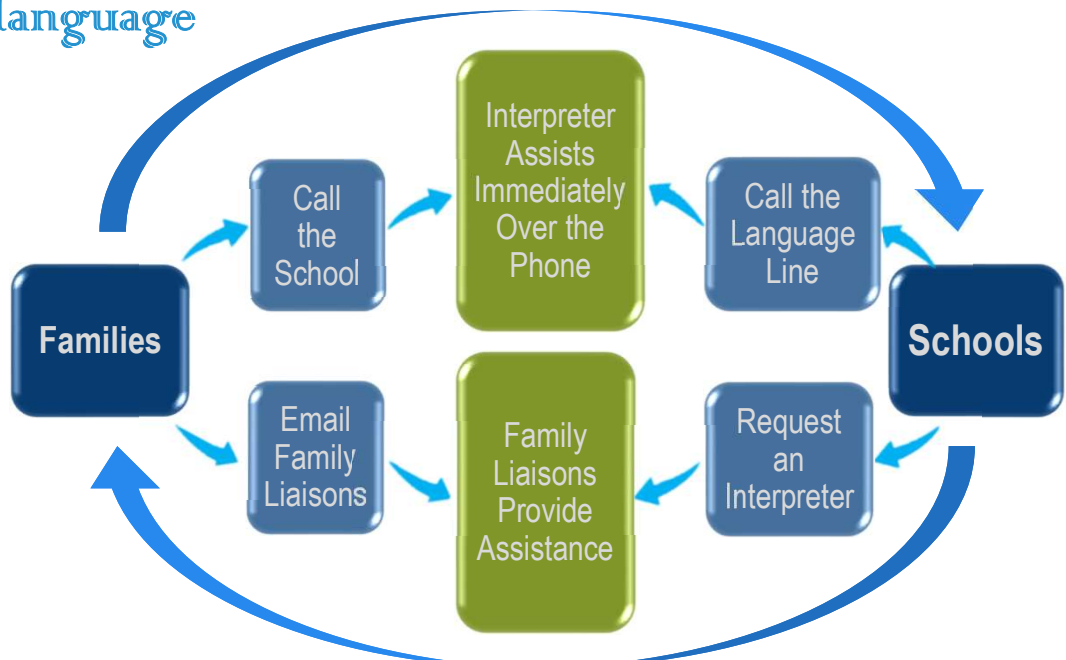 language
Families
Call
the
School
Interpreter
Assists
Immediately
Over the
Phone
Call the
Language
Line
Schools
Email
Family
Liaisons
Family
Liaisons
Provide
Assistance
Request
an
Interpreter